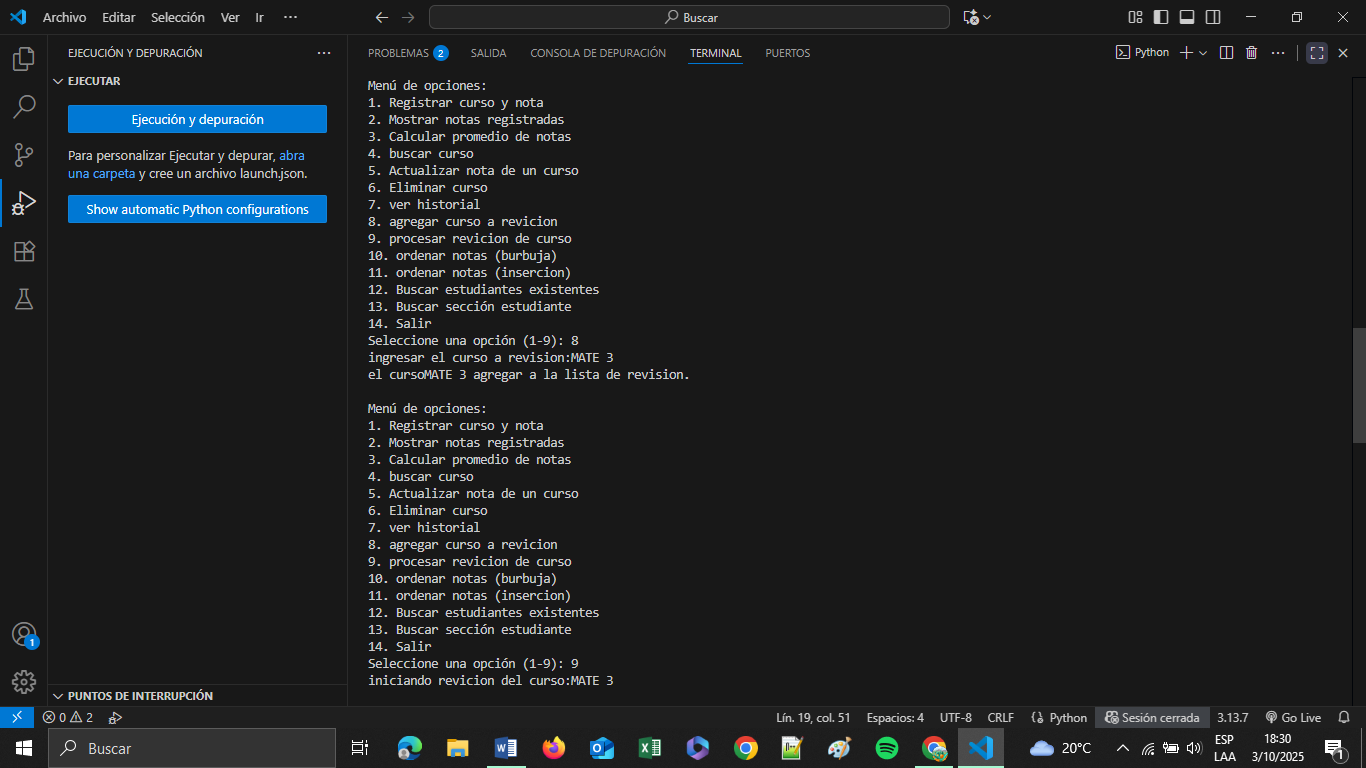 Archivo Editar Selección Ver Ir ···
Buscar
EJECUCIÓN Y DEPURACIÓN ···
EJECUTAR
Ejecución y depuración
Para personalizar Ejecutar y depurar, abra
una carpeta y cree un archivo launch.json.
Show automatic Python configurations
PUNTOS DE INTERRUPCIÓN
PROBLEMAS 2 SALIDA CONSOLA DE DEPURACIÓN TERMINAL PUERTOS
Python
Menú de opciones:
1. Registrar curso y nota
2. Mostrar notas registradas
3. Calcular promedio de notas
4. buscar curso
5. Actualizar nota de un curso
6. Eliminar curso
7. ver historial
8. agregar curso a revicion
9. procesar revicion de curso
10. ordenar notas (burbuja)
11. ordenar notas (insercion)
12. Buscar estudiantes existentes
13. Buscar sección estudiante
14. Salir
Seleccione una opción (1-9): 8
ingresar el curso a revision:MATE 3
el cursoMATE 3 agregar a la lista de revision.
Menú de opciones:
1. Registrar curso y nota
2. Mostrar notas registradas
3. Calcular promedio de notas
4. buscar curso
5. Actualizar nota de un curso
6. Eliminar curso
7. ver historial
8. agregar curso a revicion
9. procesar revicion de curso
10. ordenar notas (burbuja)
11. ordenar notas (insercion)
12. Buscar estudiantes existentes
13. Buscar sección estudiante
14. Salir
Seleccione una opción (1-9): 9
iniciando revicion del curso:MATE 3
1
0 2
Lín. 19, col. 51 Espacios: 4 UTF-8 CRLF Python Sesión cerrada 3.13.7 Go Live
Buscar
20°C
ESP
LAA
18:30
3/10/2025
1